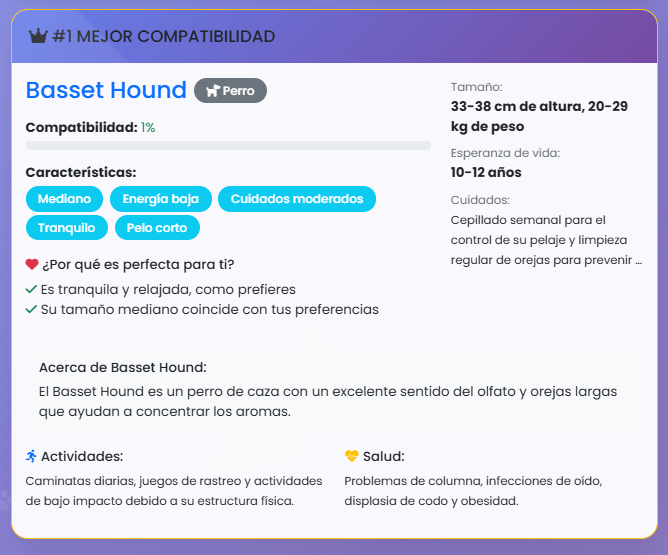 #1 MEJOR COMPATIBILIDAD
Basset Hound
Perro
Compatibilidad: 1%
Características:
Mediano
Energía baja
Cuidados moderados
Tranquilo
Pelo corto
¿Por qué es perfecta para ti?
Es tranquila y relajada, como prefieres
Su tamaño mediano coincide con tus preferencias
Tamaño:
33-38 cm de altura, 20-29
kg de peso
Esperanza de vida:
10-12 años
Cuidados:
Cepillado semanal para el
control de su pelaje y limpieza
regular de orejas para prevenir ...
Acerca de Basset Hound:
El Basset Hound es un perro de caza con un excelente sentido del olfato y orejas largas
que ayudan a concentrar los aromas.
Actividades:
Caminatas diarias, juegos de rastreo y actividades
de bajo impacto debido a su estructura física.
Salud:
Problemas de columna, infecciones de oído,
displasia de codo y obesidad.